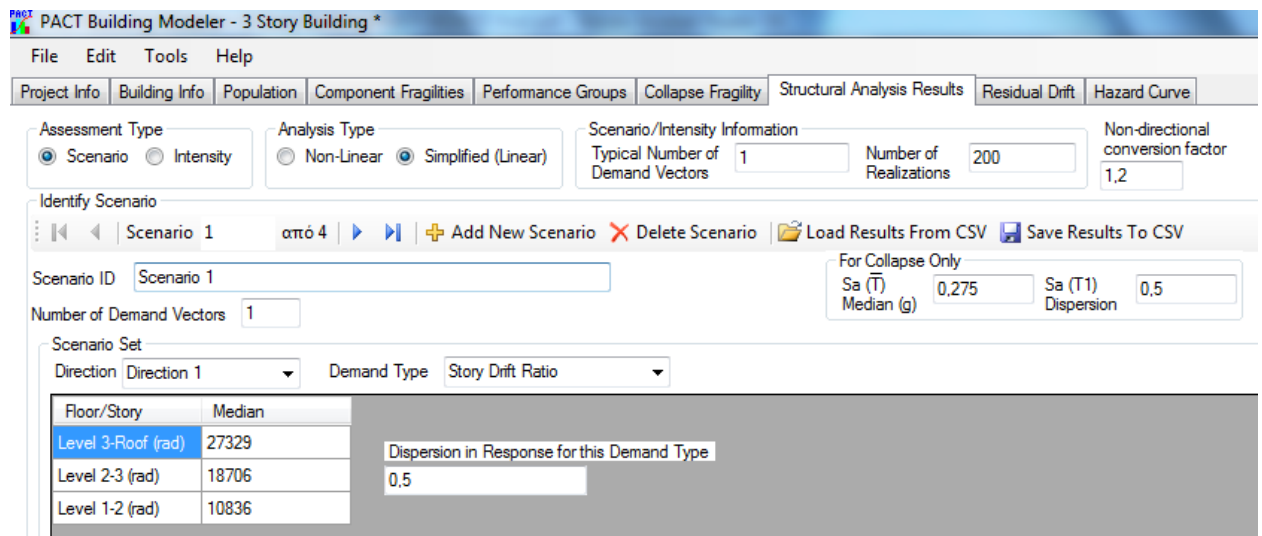 PACT
PACT Building Modeler - 3 Story Building *
File Edit Tools Help
Project Info Building Info Population Component Fragilities Performance Groups Collapse Fragility Structural Analysis Results Residual Drift Hazard Curve
Assessment Type
Scenario Intensity
Analysis Type
Non-Linear Simplified (Linear)
Scenario/Intensity Information
Typical Number of Demand Vectors 1
Number of Realizations 200
Non-directional conversion factor
1,2
Identify Scenario
Scenario 1 από 4 Add New Scenario Delete Scenario Load Results From CSV Save Results To CSV
Scenario ID Scenario 1
For Collapse Only
Sa (T̅) Median (g) 0,275
Sa (T1) Dispersion 0,5
Number of Demand Vectors 1
Scenario Set
Direction Direction 1 Demand Type Story Drift Ratio
Floor/Story Median
Level 3-Roof (rad) 27329
Level 2-3 (rad) 18706
Level 1-2 (rad) 10836
Dispersion in Response for this Demand Type
0,5